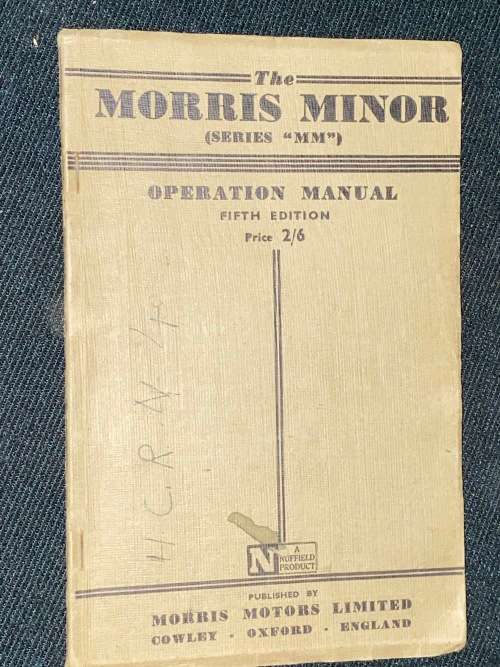 The
MORRIS MINOR
(SERIES "MM")
OPERATION MANUAL
FIFTH EDITION
Price 2/6
N
A
NUFFIELD
PRODUCT
PUBLISHED BY
MORRIS MOTORS LIMITED
COWLEY · OXFORD · ENGLAND